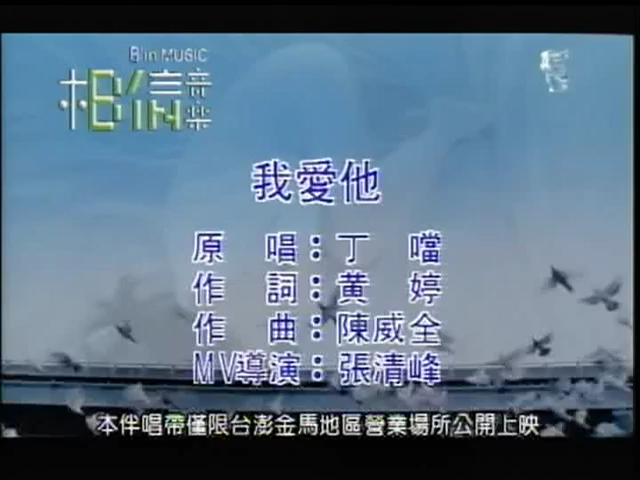 B'in MUSIC
相信音樂
我愛他
原 唱：丁 噹
作 詞：黃 婷
作 曲：陳威全
MV導演：張清峰
本伴唱帶僅限台澎金馬地區營業場所公開上映